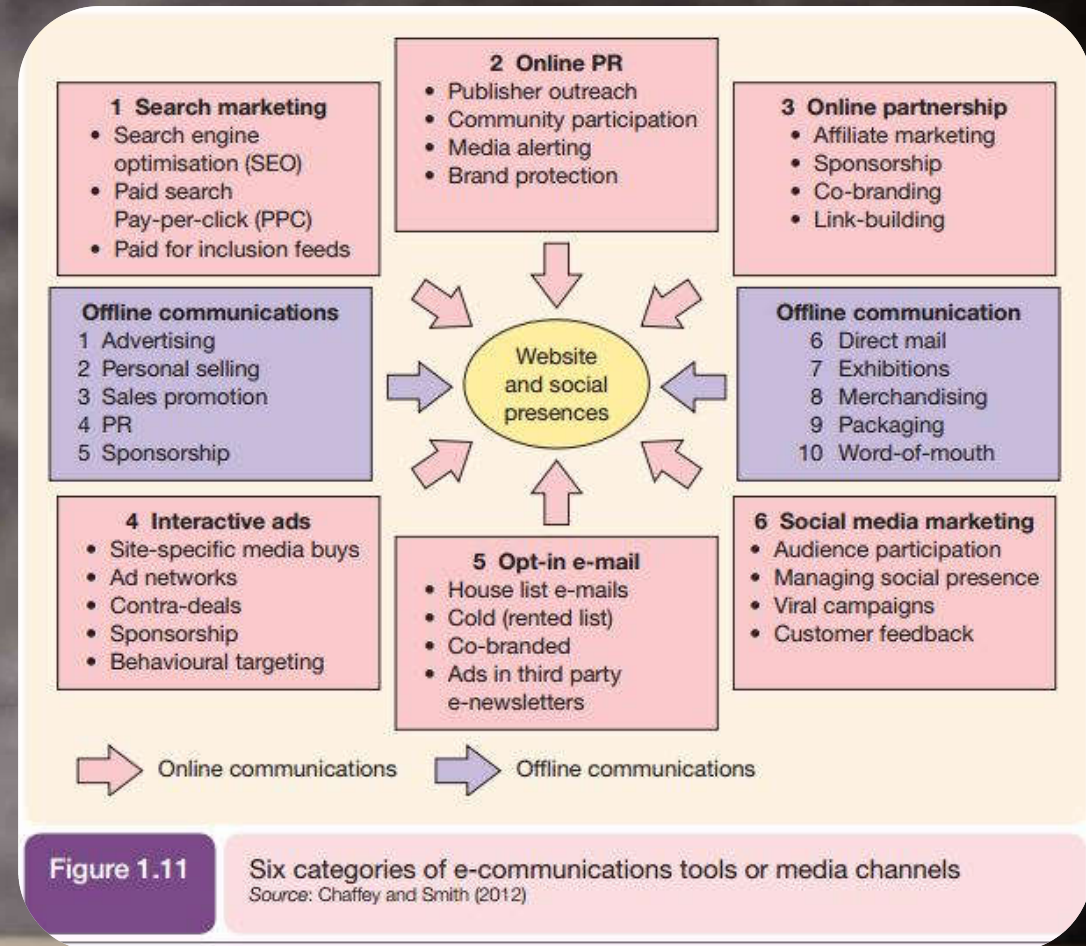 1 Search marketing
• Search engine
optimisation (SEO)
• Paid search
Pay-per-click (PPC)
• Paid for inclusion feeds
2 Online PR
• Publisher outreach
• Community participation
• Media alerting
• Brand protection
3 Online partnership
• Affiliate marketing
• Sponsorship
• Co-branding
• Link-building
Offline communications
1 Advertising
2 Personal selling
3 Sales promotion
4 PR
5 Sponsorship
Website
and social
presences
Offline communication
6 Direct mail
7 Exhibitions
8 Merchandising
9 Packaging
10 Word-of-mouth
4 Interactive ads
• Site-specific media buys
• Ad networks
• Contra-deals
• Sponsorship
• Behavioural targeting
5 Opt-in e-mail
• House list e-mails
• Cold (rented list)
• Co-branded
• Ads in third party
e-newsletters
6 Social media marketing
• Audience participation
• Managing social presence
• Viral campaigns
• Customer feedback
Online communications
Offline communications
Figure 1.11
Six categories of e-communications tools or media channels
Source: Chaffey and Smith (2012)